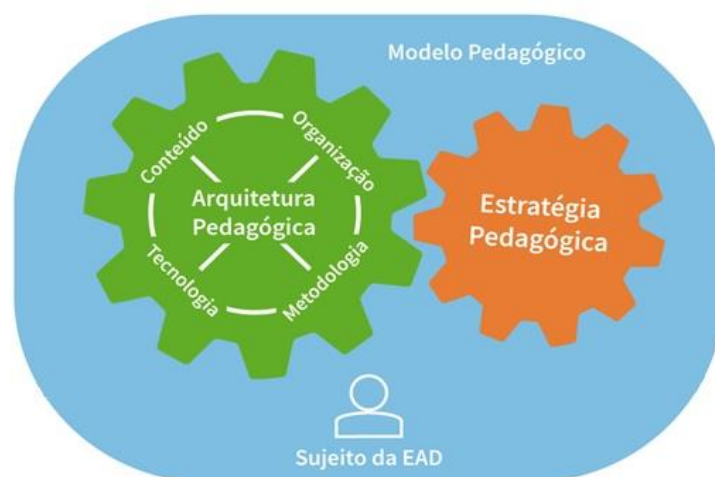 Modelo Pedagógico
Conteúdo
Organização
Arquitetura
Pedagógica
Tecnologia
Metodologia
Estratégia
Pedagógica
Sujeito da EAD